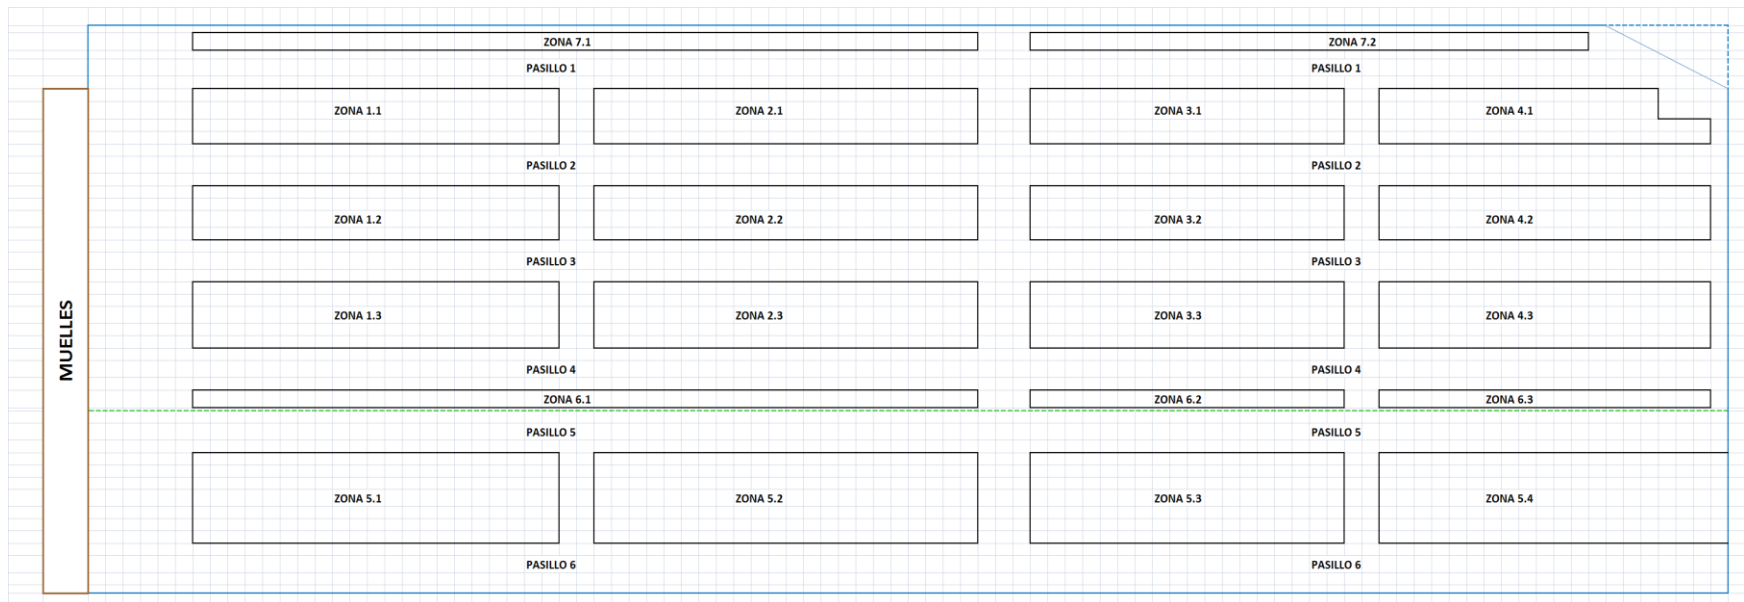 ZONA 7.1 ZONA 7.2
PASILLO 1 PASILLO 1
ZONA 1.1 ZONA 2.1 ZONA 3.1 ZONA 4.1
PASILLO 2 PASILLO 2
ZONA 1.2 ZONA 2.2 ZONA 3.2 ZONA 4.2
PASILLO 3 PASILLO 3
ZONA 1.3 ZONA 2.3 ZONA 3.3 ZONA 4.3
MUELLES
PASILLO 4 PASILLO 4
ZONA 6.1 ZONA 6.2 ZONA 6.3
PASILLO 5 PASILLO 5
ZONA 5.1 ZONA 5.2 ZONA 5.3 ZONA 5.4
PASILLO 6 PASILLO 6